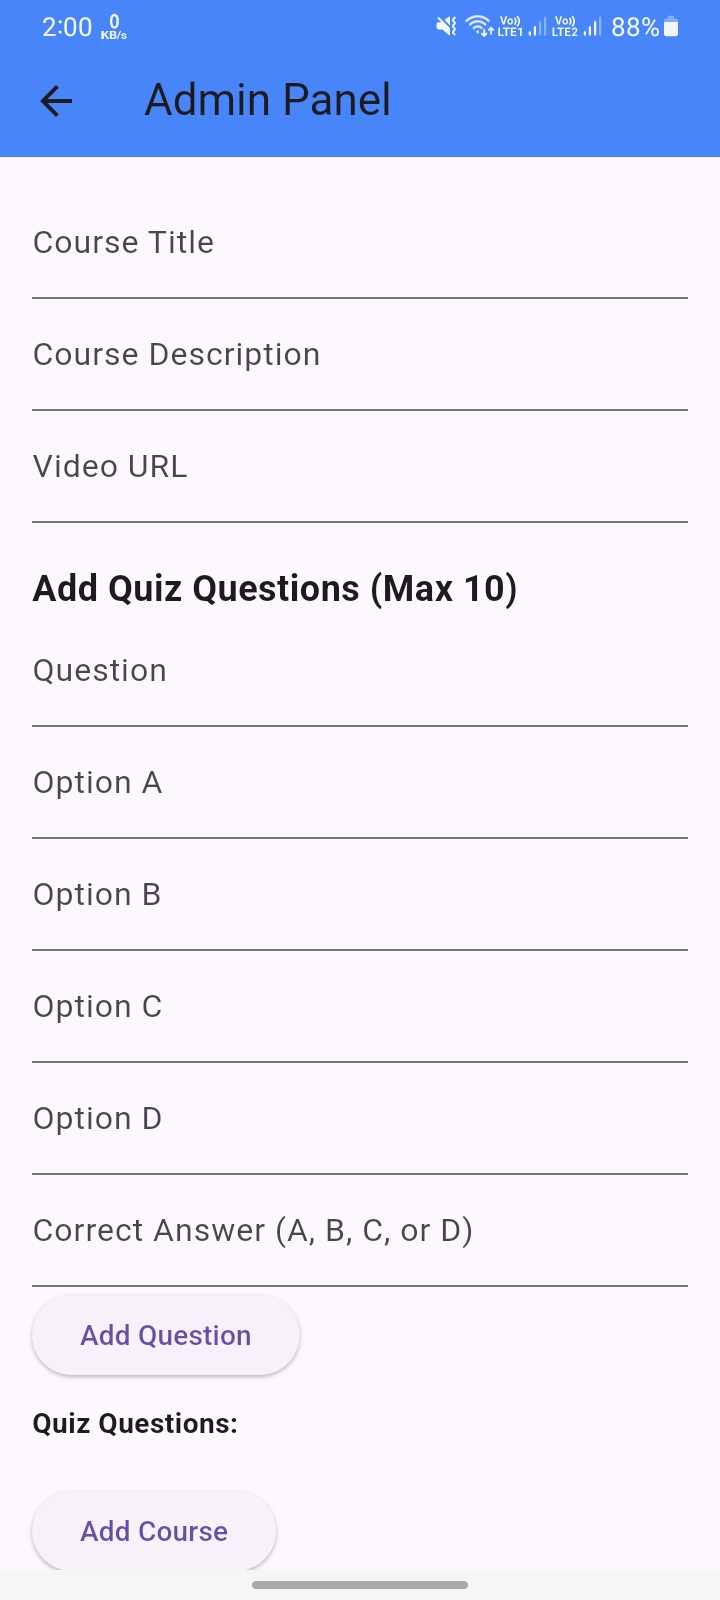 2:00 0 KB/s Vo)) LTE1 Vo)) LTE2 88%
Admin Panel
Course Title
Course Description
Video URL
Add Quiz Questions (Max 10)
Question
Option A
Option B
Option C
Option D
Correct Answer (A, B, C, or D)
Add Question
Quiz Questions:
Add Course